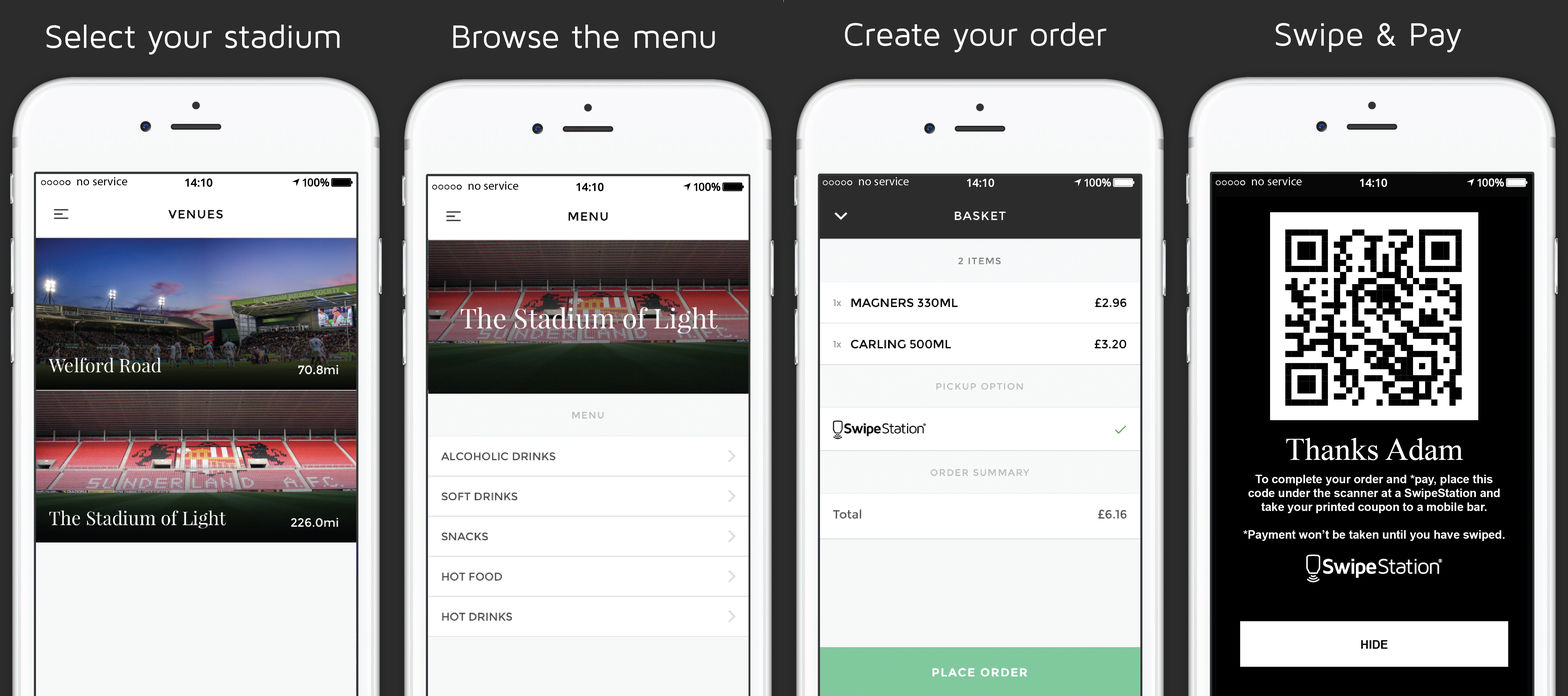 Select your stadium
no service 14:10 100%
VENUES
Welford Road 70.8mi
SUNDERLAND A.F.C.
The Stadium of Light 226.0mi
Browse the menu
no service 14:10 100%
MENU
The Stadium of Light
MENU
ALCOHOLIC DRINKS
SOFT DRINKS
SNACKS
HOT FOOD
HOT DRINKS
Create your order
no service 14:10 100%
BASKET
2 ITEMS
1x MAGNERS 330ML £2.96
1x CARLING 500ML £3.20
PICKUP OPTION
SwipeStation®
ORDER SUMMARY
Total £6.16
PLACE ORDER
Swipe & Pay
no service 14:10 100%
Thanks Adam
To complete your order and *pay, place this
code under the scanner at a SwipeStation and
take your printed coupon to a mobile bar.
*Payment won't be taken until you have swiped.
SwipeStation®
HIDE